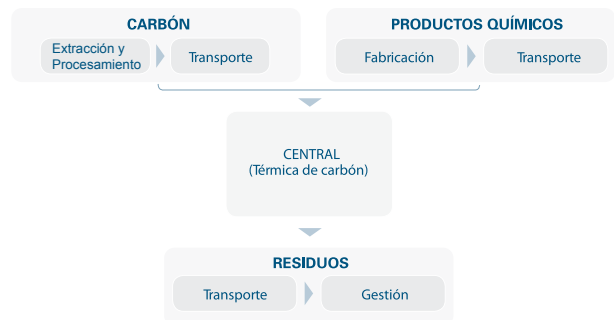 CARBÓN
Extracción y
Procesamiento
Transporte
PRODUCTOS QUÍMICOS
Fabricación
Transporte
CENTRAL
(Térmica de carbón)
RESIDUOS
Transporte
Gestión